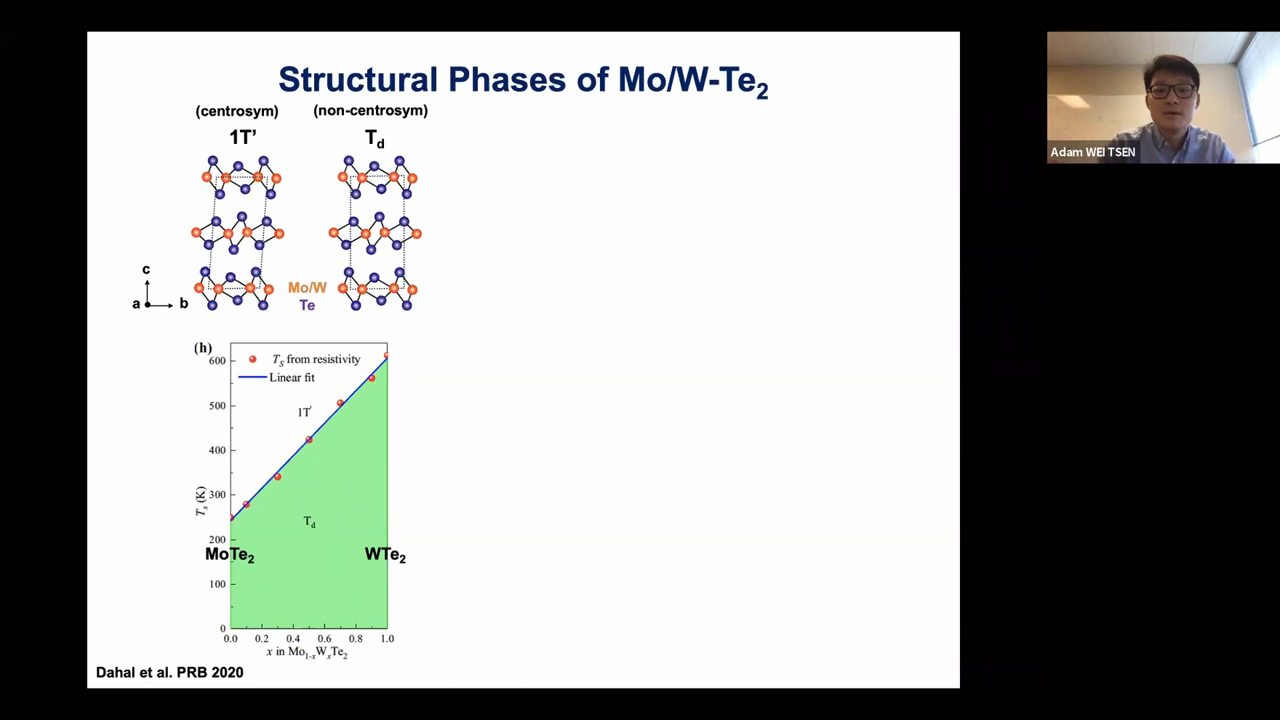 Structural Phases of Mo/W-Te₂
(centrosym)
(non-centrosym)
1T’
T_d
c
a
b
Mo/W
Te
(h)
T_S from resistivity
Linear fit
1T'
T_d
T_s (K)
600
500
400
300
200
100
0
MoTe₂
WTe₂
0.0 0.2 0.4 0.6 0.8 1.0
x in Mo₁₋ₓWₓTe₂
Dahal et al. PRB 2020
Adam WEI TSEN